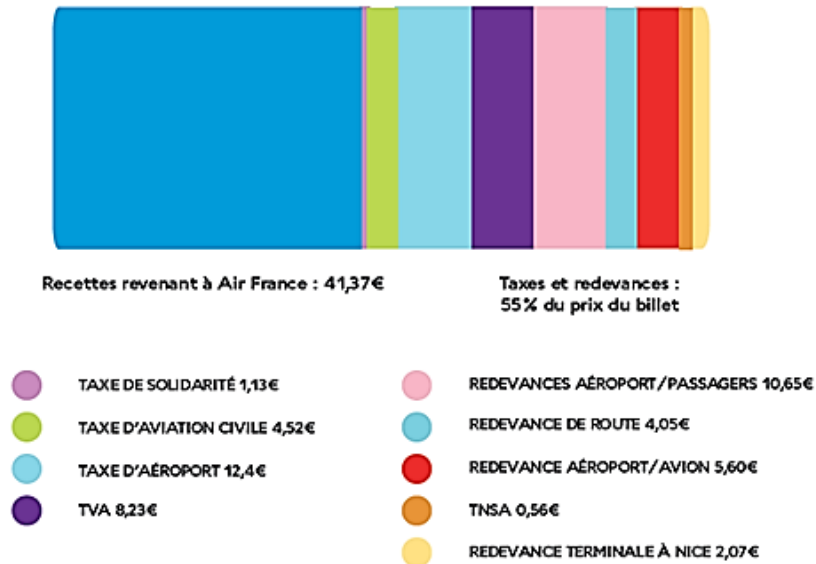 Recettes revenant à Air France : 41,37€
Taxes et redevances :
55% du prix du billet
TAXE DE SOLIDARITÉ 1,13€
TAXE D'AVIATION CIVILE 4,52€
TAXE D'AÉROPORT 12,4€
TVA 8,23€
REDEVANCES AÉROPORT/PASSAGERS 10,65€
REDEVANCE DE ROUTE 4,05€
REDEVANCE AÉROPORT/AVION 5,60€
TNSA 0,56€
REDEVANCE TERMINALE À NICE 2,07€